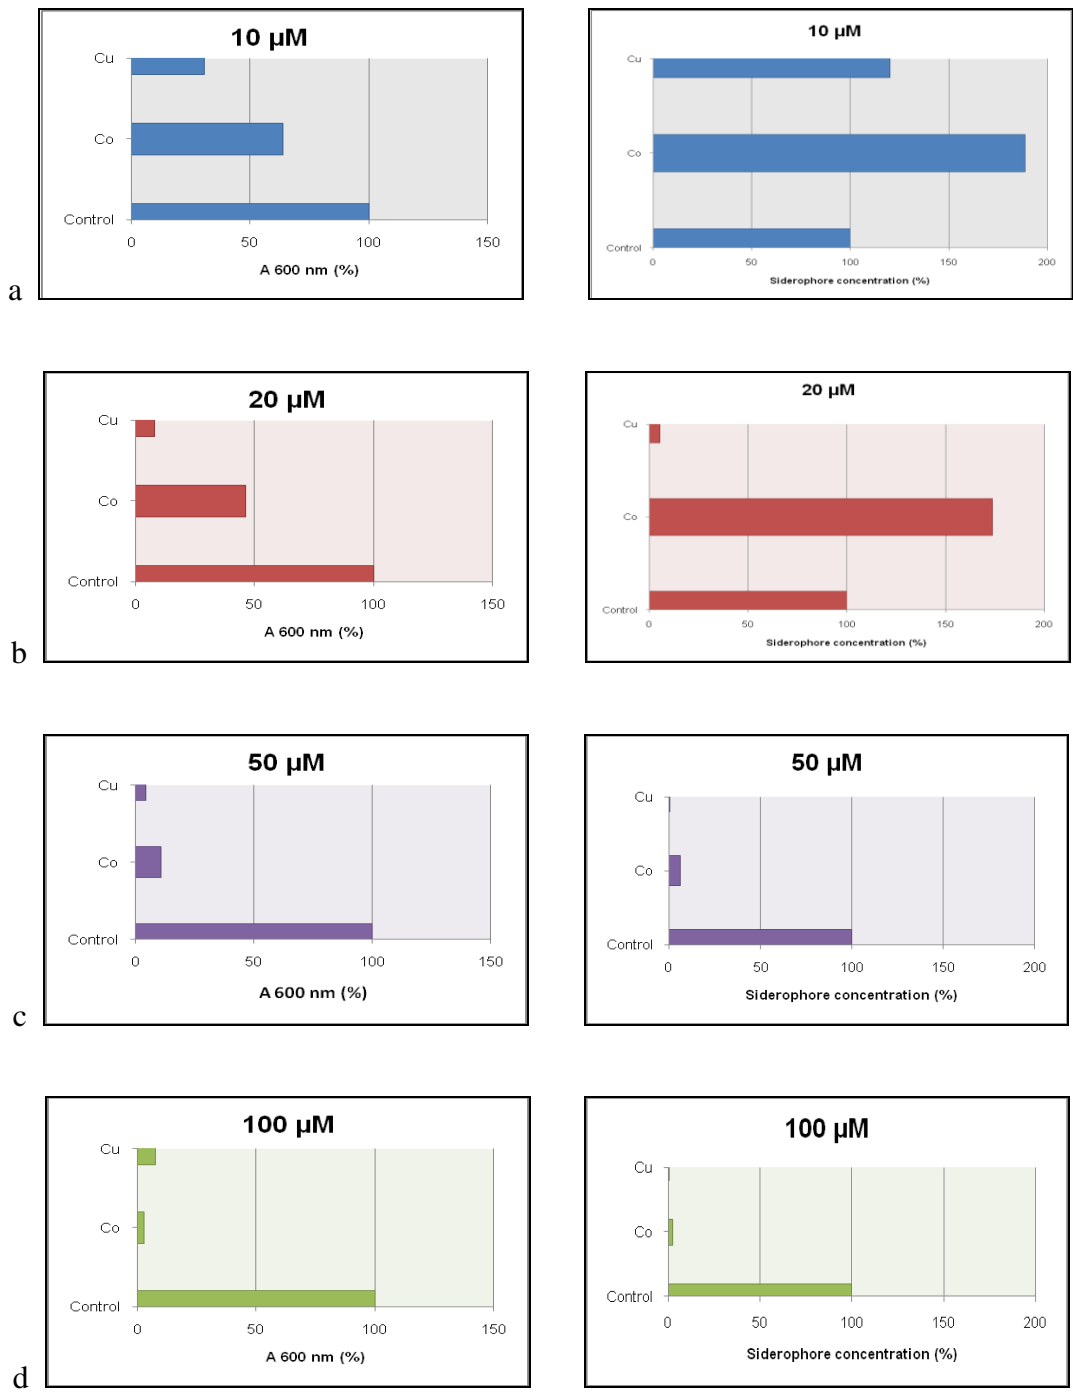 10 µM
Cu
Co
Control
0 50 100 150
A 600 nm (%)
10 µM
Cu
Co
Control
0 50 100 150 200
Siderophore concentration (%)
a
20 µM
Cu
Co
Control
0 50 100 150
A 600 nm (%)
20 µM
Cu
Co
Control
0 50 100 150 200
Siderophore concentration (%)
b
50 µM
Cu
Co
Control
0 50 100 150
A 600 nm (%)
50 µM
Cu
Co
Control
0 50 100 150 200
Siderophore concentration (%)
c
100 µM
Cu
Co
Control
0 50 100 150
A 600 nm (%)
100 µM
Cu
Co
Control
0 50 100 150 200
Siderophore concentration (%)
d